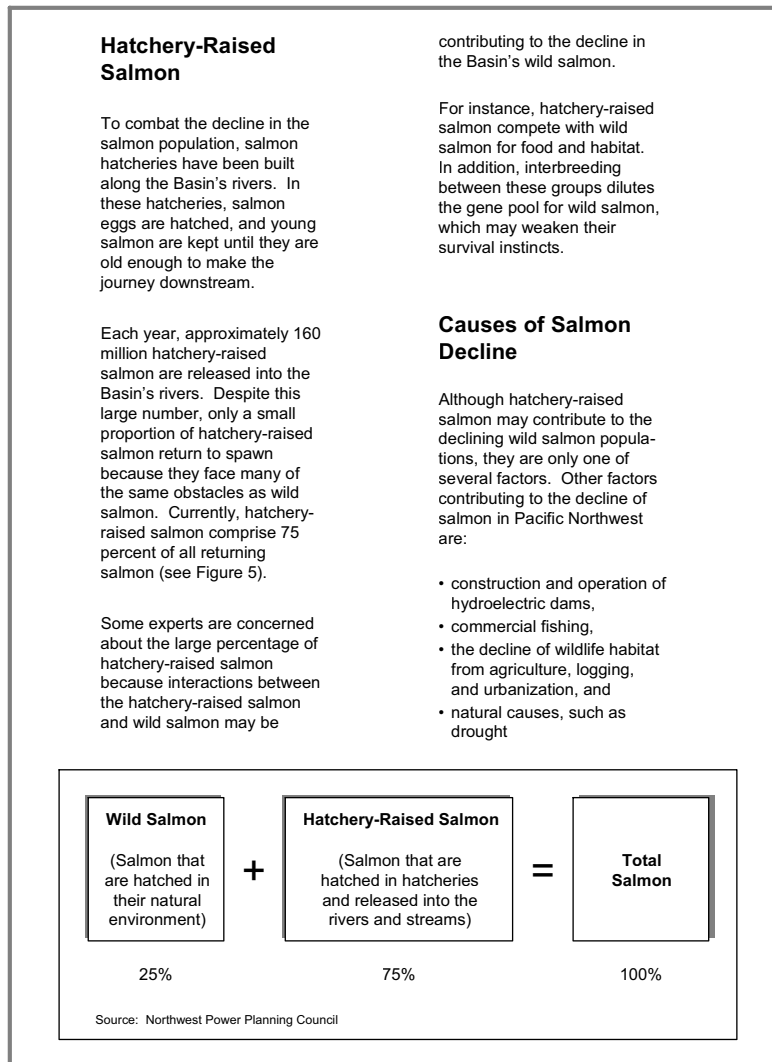 Hatchery-Raised
Salmon
To combat the decline in the
salmon population, salmon
hatcheries have been built
along the Basin's rivers.  In
these hatcheries, salmon
eggs are hatched, and young
salmon are kept until they are
old enough to make the
journey downstream.
Each year, approximately 160
million hatchery-raised
salmon are released into the
Basin's rivers.  Despite this
large number, only a small
proportion of hatchery-raised
salmon return to spawn
because they face many of
the same obstacles as wild
salmon.  Currently, hatchery-
raised salmon comprise 75
percent of all returning
salmon (see Figure 5).
Some experts are concerned
about the large percentage of
hatchery-raised salmon
because interactions between
the hatchery-raised salmon
and wild salmon may be
contributing to the decline in
the Basin's wild salmon.
For instance, hatchery-raised
salmon compete with wild
salmon for food and habitat.
In addition, interbreeding
between these groups dilutes
the gene pool for wild salmon,
which may weaken their
survival instincts.
Causes of Salmon
Decline
Although hatchery-raised
salmon may contribute to the
declining wild salmon popula-
tions, they are only one of
several factors.  Other factors
contributing to the decline of
salmon in Pacific Northwest
are:
• construction and operation of
hydroelectric dams,
• commercial fishing,
• the decline of wildlife habitat
from agriculture, logging,
and urbanization, and
• natural causes, such as
drought
Wild Salmon
(Salmon that
are hatched in
their natural
environment)
25%
+
Hatchery-Raised Salmon
(Salmon that are
hatched in hatcheries
and released into the
rivers and streams)
75%
=
Total
Salmon
100%
Source:  Northwest Power Planning Council